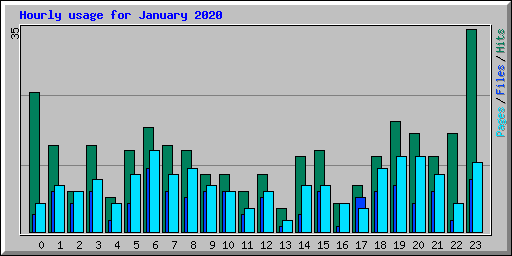 Hourly usage for January 2020
35
Pages/Files/Hits
0 1 2 3 4 5 6 7 8 9 10 11 12 13 14 15 16 17 18 19 20 21 22 23